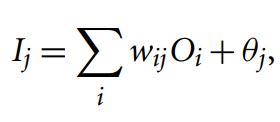 I_j = \sum_i w_{ij} O_i + \theta_j,